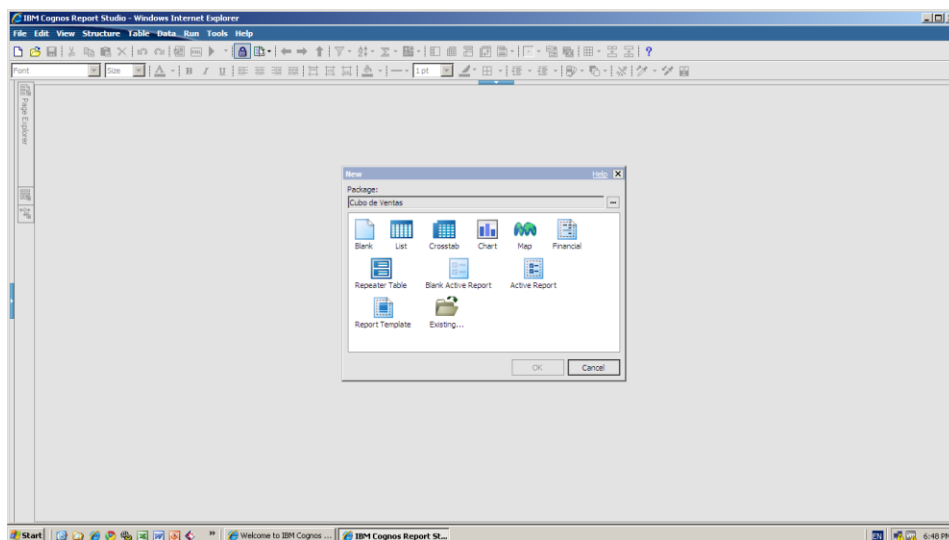 IBM Cognos Report Studio - Windows Internet Explorer
File Edit View Structure Table Data Run Tools Help
Font Size A B I U 1 pt
Page Explorer
New Help
Package:
Cubo de Ventas
Blank List Crosstab Chart Map Financial
Repeater Table Blank Active Report Active Report
Report Template Existing...
OK Cancel
Start Welcome to IBM Cognos ... IBM Cognos Report St... EN 6:48 PM